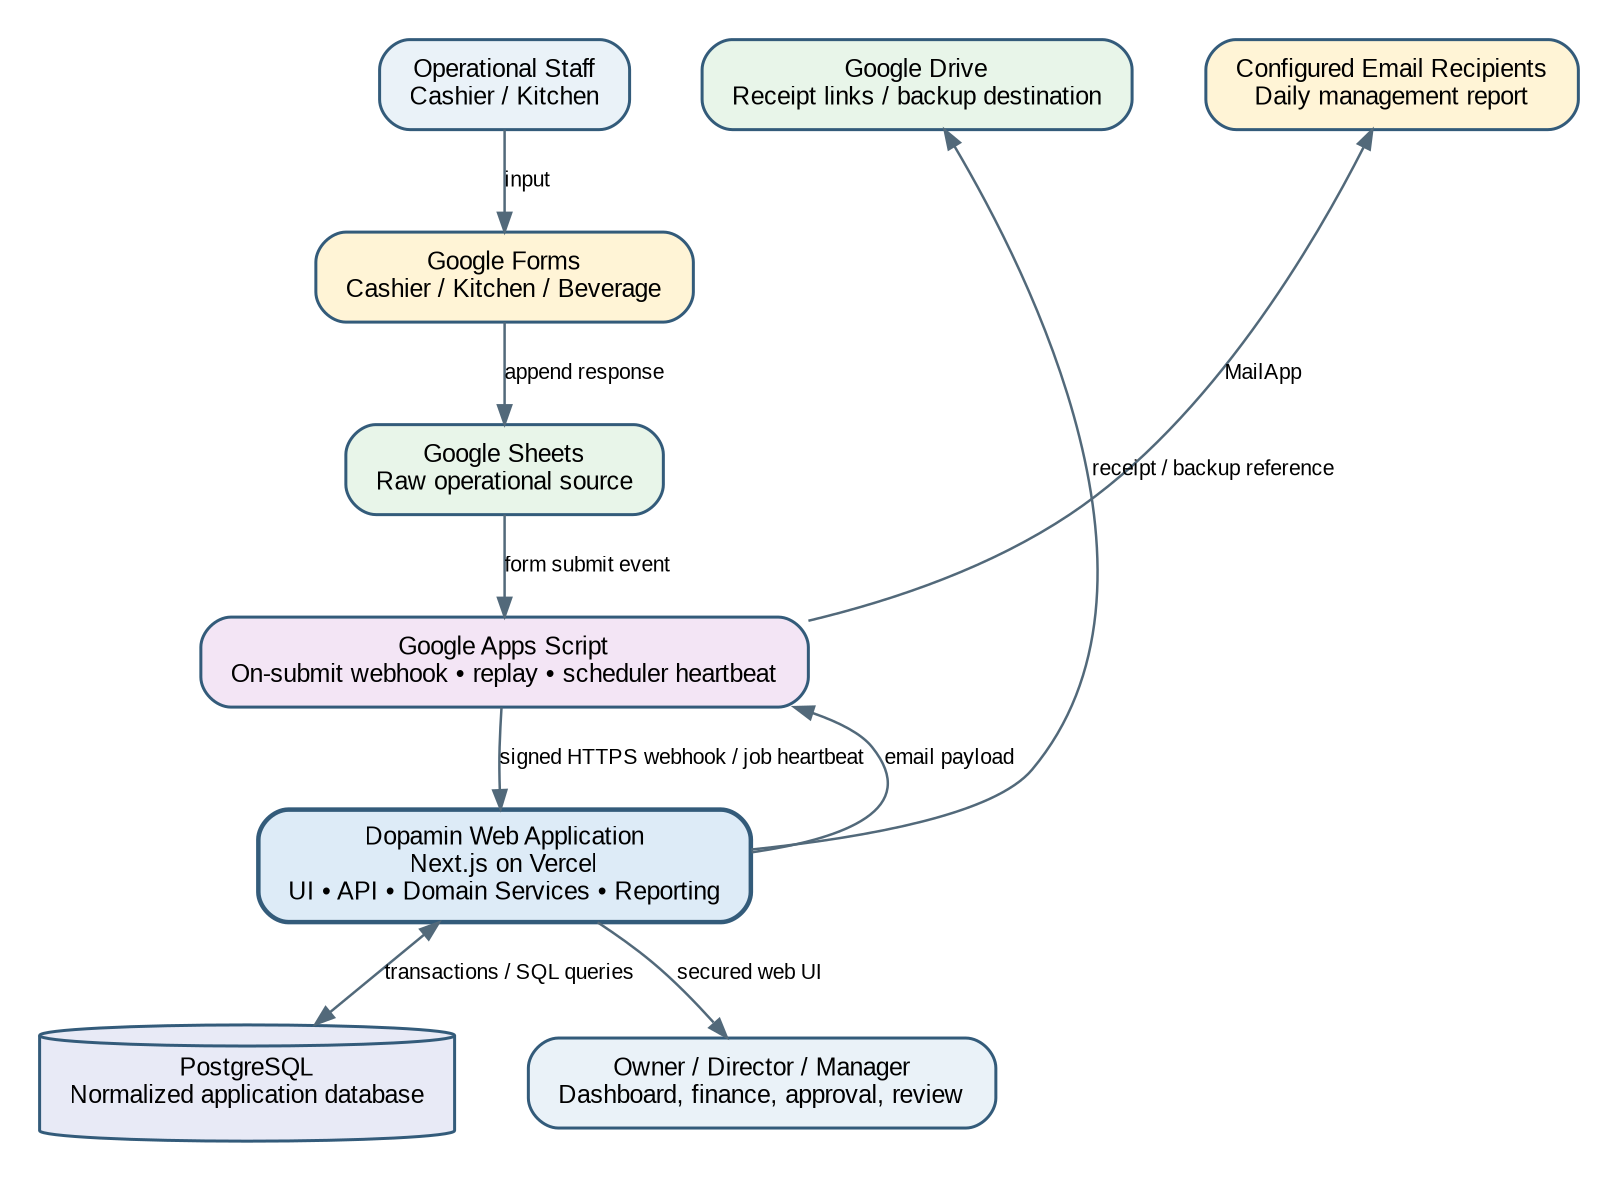 Operational Staff
Cashier / Kitchen
Google Drive
Receipt links / backup destination
Configured Email Recipients
Daily management report
input
Google Forms
Cashier / Kitchen / Beverage
append response
MailApp
Google Sheets
Raw operational source
receipt / backup reference
form submit event
Google Apps Script
On-submit webhook • replay • scheduler heartbeat
signed HTTPS webhook / job heartbeat
email payload
Dopamin Web Application
Next.js on Vercel
UI • API • Domain Services • Reporting
transactions / SQL queries
secured web UI
PostgreSQL
Normalized application database
Owner / Director / Manager
Dashboard, finance, approval, review